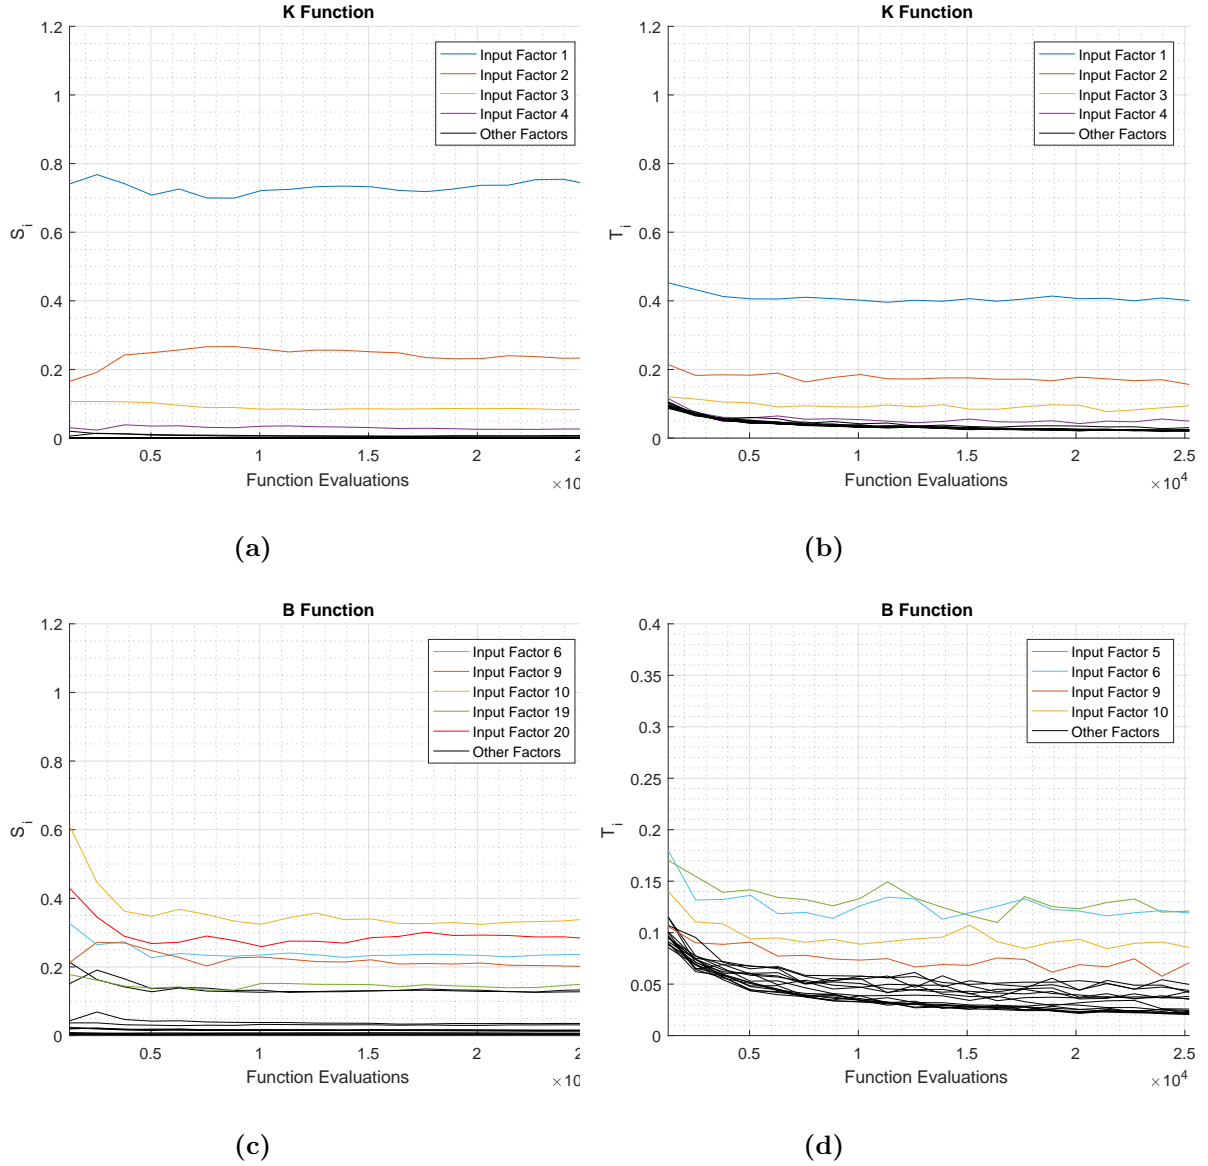 K Function
1.2
1
0.8
0.6
0.4
0.2
0
S_i
0.5
1
1.5
2
2
Function Evaluations
×10
Input Factor 1
Input Factor 2
Input Factor 3
Input Factor 4
Other Factors
(a)
K Function
1.2
1
0.8
0.6
0.4
0.2
0
T_i
0.5
1
1.5
2
2.5
Function Evaluations
×10^4
Input Factor 1
Input Factor 2
Input Factor 3
Input Factor 4
Other Factors
(b)
B Function
1.2
1
0.8
0.6
0.4
0.2
0
S_i
0.5
1
1.5
2
2
Function Evaluations
×10
Input Factor 6
Input Factor 9
Input Factor 10
Input Factor 19
Input Factor 20
Other Factors
(c)
B Function
0.4
0.35
0.3
0.25
0.2
0.15
0.1
0.05
0
T_i
0.5
1
1.5
2
2.5
Function Evaluations
×10^4
Input Factor 5
Input Factor 6
Input Factor 9
Input Factor 10
Other Factors
(d)